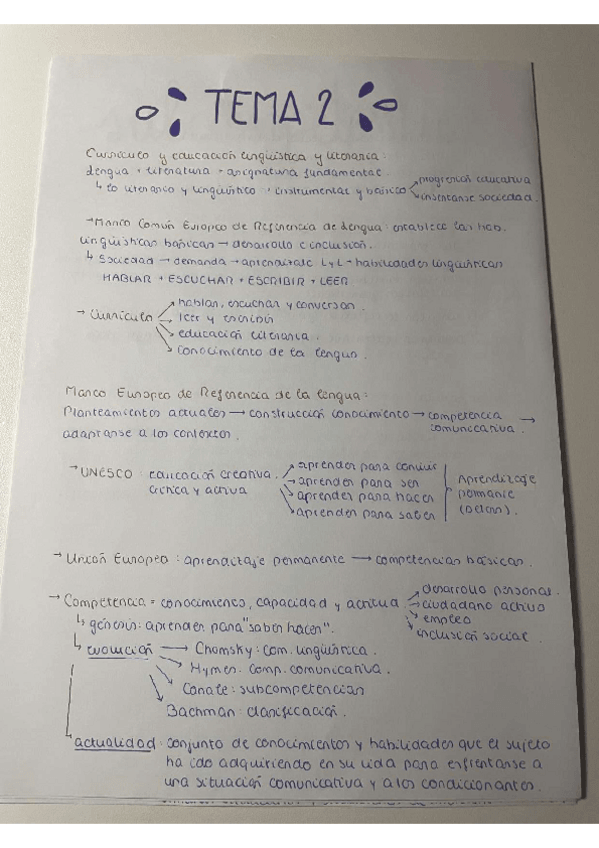 TEMA 2
Currículo y educación lingüística y literaria:
Lengua + literatura = asignatura fundamental.
↳ lo literario y lingüístico : instrumental y básico → progresión educativa
→ insertarse sociedad.
→ Marco Común Europeo de Referencia de Lengua: establece las hab.
lingüísticas básicas → desarrollo e inclusión.
↳ Sociedad → demanda → aprendizaje L y L + habilidades lingüísticas
HABLAR + ESCUCHAR + ESCRIBIR + LEER.
→ Currículo → hablar, escuchar y conversar.
→ leer y escribir
→ educación literaria.
→ conocimiento de la lengua.
Marco Europeo de Referencia de la lengua:
Planteamientos actuales → construcción conocimiento → competencia comunicativa. →
adaptarse a los contextos.
→ UNESCO : educación creativa, crítica y activa
→ aprender para convivir
→ aprender para ser
→ aprender para hacer
→ aprender para saber
Aprendizaje permante (Delors).
→ Unión Europea : aprendizaje permanente → competencias básicas.
→ Competencia = conocimiento, capacidad y actitud
→ desarrollo personal.
→ ciudadano activo
→ empleo
→ inclusión social.
↳ génesis: aprender para "saber hacer".
↳ evolución → Chomsky : com. lingüística.
→ Hymes : comp. comunicativa.
→ Canale : subcompetencias
→ Bachman : clasificación.
↳ actualidad : conjunto de conocimientos y habilidades que el sujeto
ha ido adquiriendo en su vida para enfrentarse a
una situación comunicativa y a los condicionantes.